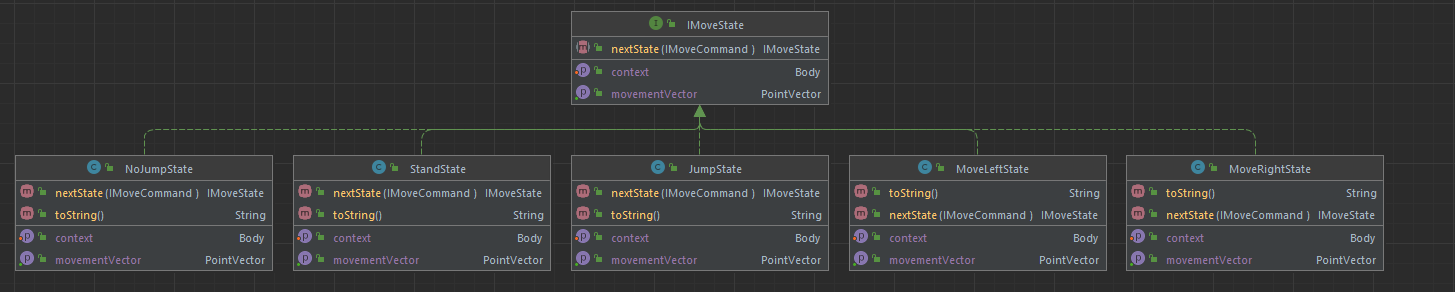 I IMoveState
m nextState(IMoveCommand ) IMoveState
p context Body
p movementVector PointVector
C NoJumpState
m nextState(IMoveCommand ) IMoveState
m toString() String
p context Body
p movementVector PointVector
C StandState
m nextState(IMoveCommand ) IMoveState
m toString() String
p context Body
p movementVector PointVector
C JumpState
m nextState(IMoveCommand ) IMoveState
m toString() String
p context Body
p movementVector PointVector
C MoveLeftState
m toString() String
m nextState(IMoveCommand ) IMoveState
p context Body
p movementVector PointVector
C MoveRightState
m toString() String
m nextState(IMoveCommand ) IMoveState
p context Body
p movementVector PointVector